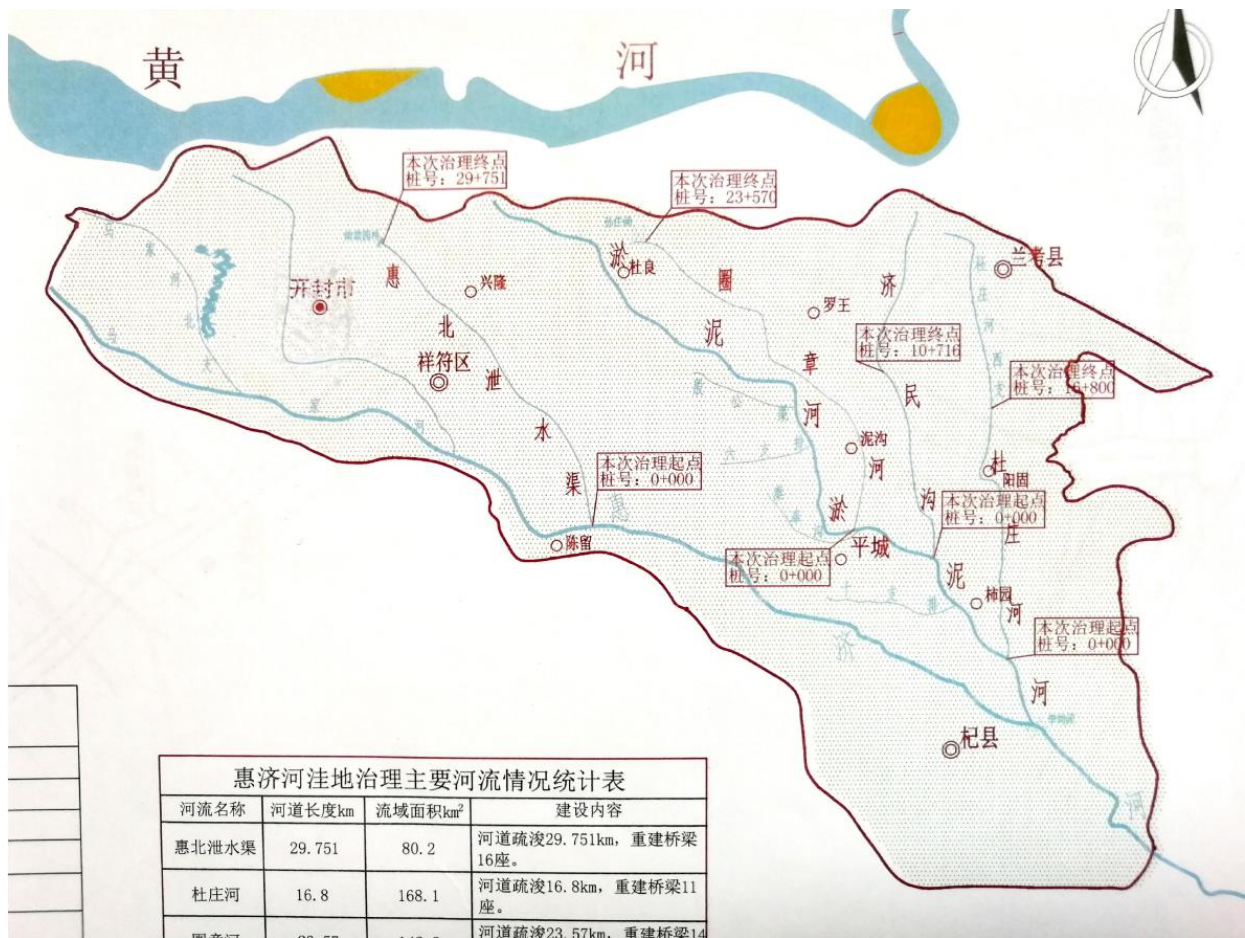 黄河
本次治理终点
桩号：29+751
本次治理终点
桩号：23+570
兰考县
杜良
兴隆
开封市
罗王
圈章河
惠北泄水渠
淤泥河
济民沟
本次治理终点
桩号：10+716
祥符区
本次治理终点
桩号：16+800
泥沟
杜庄河
阳固
本次治理起点
桩号：0+000
本次治理起点
桩号：0+000
陈留
平城
本次治理起点
桩号：0+000
淤泥河
柿园
本次治理起点
桩号：0+000
惠济河
杞县
惠济河洼地治理主要河流情况统计表
河流名称 河道长度km 流域面积km² 建设内容
惠北泄水渠 29.751 80.2 河道疏浚29.751km，重建桥梁
16座。
杜庄河 16.8 168.1 河道疏浚16.8km，重建桥梁11
座。
河道疏浚23.57km，重建桥梁14